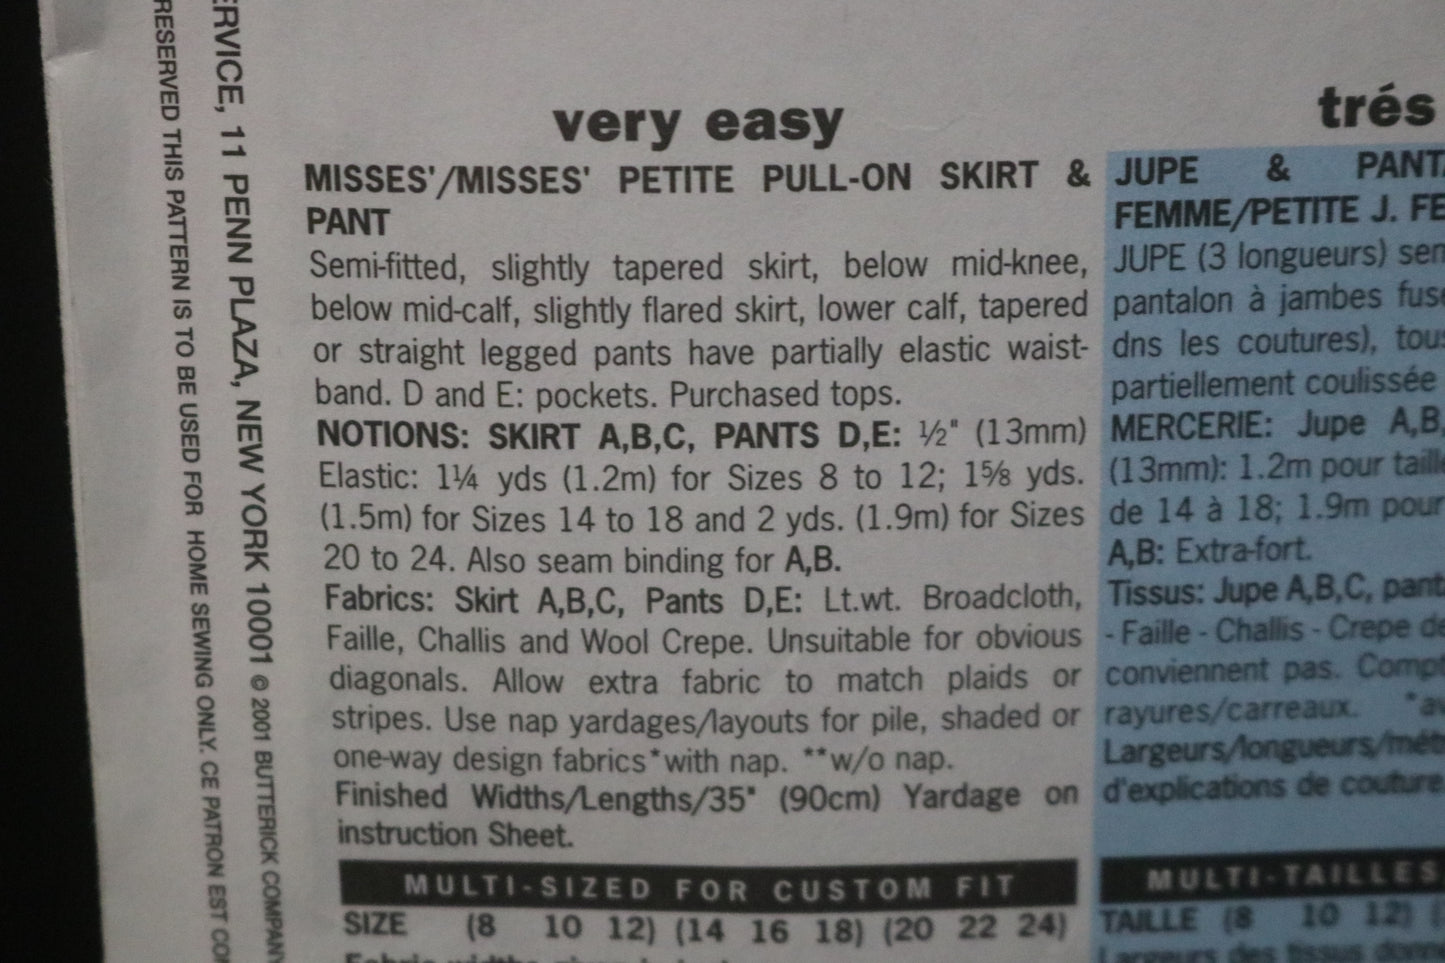 RESERVED THIS PATTERN IS TO BE USED FOR HOME SEWING ONLY. CE PATRON EST
ERVICE, 11 PENN PLAZA, NEW YORK 10001 © 2001 BUTTERICK COMPANY
very easy
MISSES'/MISSES' PETITE PULL-ON SKIRT &
PANT
Semi-fitted, slightly tapered skirt, below mid-knee,
below mid-calf, slightly flared skirt, lower calf, tapered
or straight legged pants have partially elastic waist-
band. D and E: pockets. Purchased tops.
NOTIONS: SKIRT A,B,C, PANTS D,E: ½" (13mm)
Elastic: 1¼ yds (1.2m) for Sizes 8 to 12; 1⅝ yds.
(1.5m) for Sizes 14 to 18 and 2 yds. (1.9m) for Sizes
20 to 24. Also seam binding for A,B.
Fabrics: Skirt A,B,C, Pants D,E: Lt.wt. Broadcloth,
Faille, Challis and Wool Crepe. Unsuitable for obvious
diagonals. Allow extra fabric to match plaids or
stripes. Use nap yardages/layouts for pile, shaded or
one-way design fabrics*with nap. **w/o nap.
Finished Widths/Lengths/35" (90cm) Yardage on
instruction Sheet.
MULTI-SIZED FOR CUSTOM FIT
SIZE (8 10 12) (14 16 18) (20 22 24)
trés
JUPE & PANT
FEMME/PETITE J. FE
JUPE (3 longueurs) sem
pantalon à jambes fus
dns les coutures), tou
partiellement coulissée
MERCERIE: Jupe A,B,
(13mm): 1.2m pour taill
de 14 à 18; 1.9m pour
A,B: Extra-fort.
Tissus: Jupe A,B,C, pant
- Faille - Challis - Crepe de
conviennent pas. Compt
rayures/carreaux. *a
Largeurs/longueurs/mét
d'explications de couture
MULTI-TAILLES
TAILLE (8 10 12) (